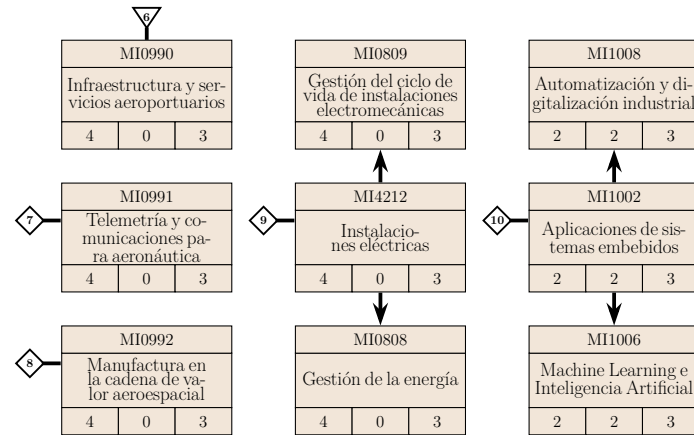 6
MI0990
Infraestructura y ser-
vicios aeroportuarios
4 0 3
MI0809
Gestión del ciclo de
vida de instalaciones
electromecánicas
4 0 3
MI1008
Automatización y di-
gitalización industrial
2 2 3
7
MI0991
Telemetría y co-
municaciones pa-
ra aeronáutica
4 0 3
9
MI4212
Instalacio-
nes eléctricas
4 0 3
10
MI1002
Aplicaciones de sis-
temas embebidos
2 2 3
8
MI0992
Manufactura en
la cadena de va-
lor aeroespacial
4 0 3
MI0808
Gestión de la energía
4 0 3
MI1006
Machine Learning e
Inteligencia Artificial
2 2 3